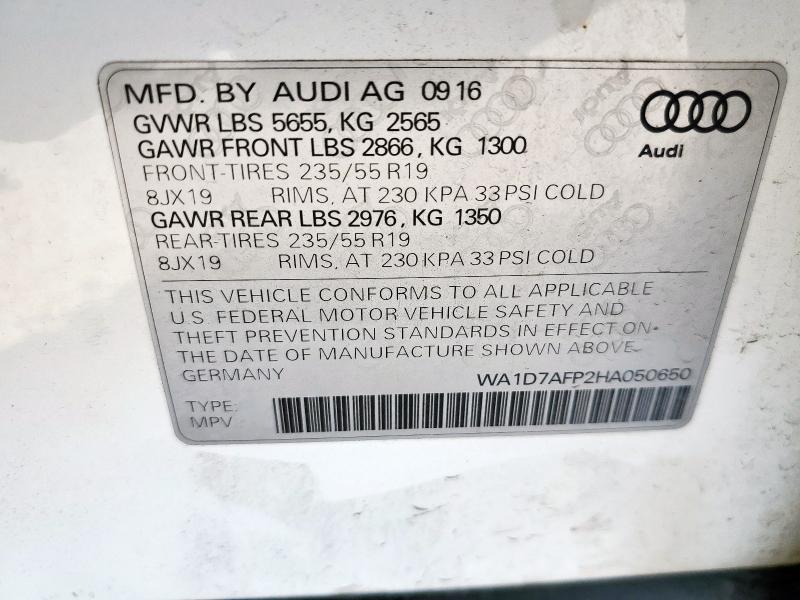 MFD. BY AUDI AG 09 16
GVWR LBS 5655, KG 2565
GAWR FRONT LBS 2866, KG 1300
FRONT-TIRES 235/55 R19
8JX19 RIMS, AT 230 KPA 33 PSI COLD
GAWR REAR LBS 2976, KG 1350
REAR-TIRES 235/55 R19
8JX19 RIMS, AT 230 KPA 33 PSI COLD
Audi
THIS VEHICLE CONFORMS TO ALL APPLICABLE
U.S. FEDERAL MOTOR VEHICLE SAFETY AND
THEFT PREVENTION STANDARDS IN EFFECT ON
THE DATE OF MANUFACTURE SHOWN ABOVE.
GERMANY WA1D7AFP2HA050650
TYPE:
MPV